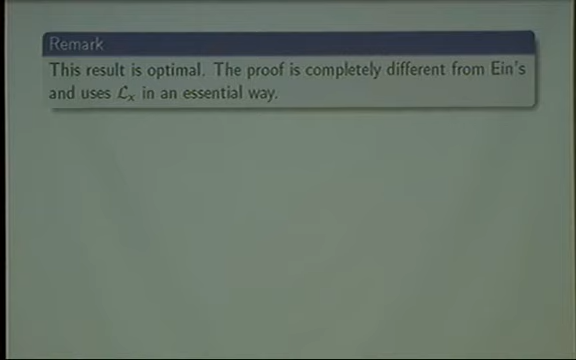 Remark
This result is optimal. The proof is completely different from Ein's
and uses ℒₓ in an essential way.